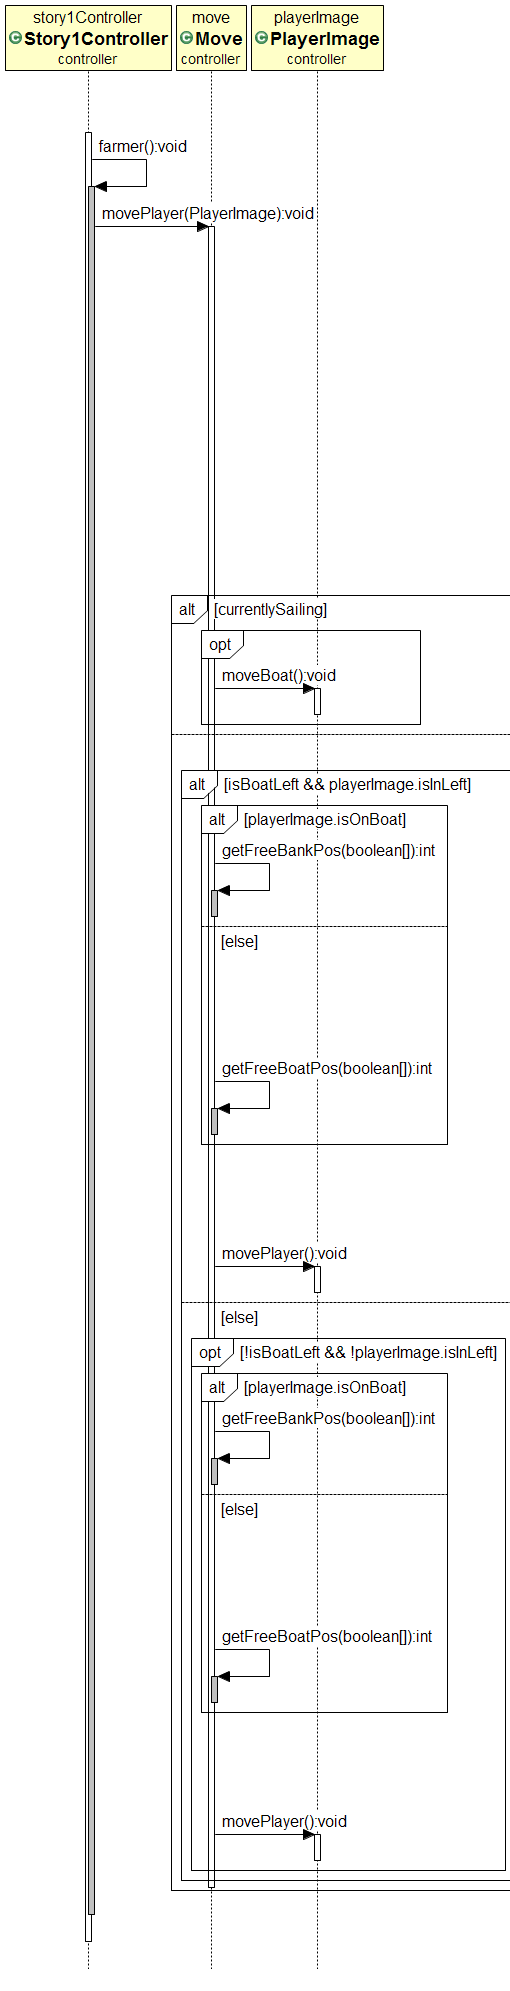 story1Controller
Story1Controller
controller
move
Move
controller
playerImage
PlayerImage
controller
farmer():void
movePlayer(PlayerImage):void
alt [currentlySailing]
opt
moveBoat():void
alt [isBoatLeft && playerImage.isInLeft]
alt [playerImage.isOnBoat]
getFreeBankPos(boolean[]):int
[else]
getFreeBoatPos(boolean[]):int
movePlayer():void
[else]
opt [!isBoatLeft && !playerImage.isInLeft]
alt [playerImage.isOnBoat]
getFreeBankPos(boolean[]):int
[else]
getFreeBoatPos(boolean[]):int
movePlayer():void